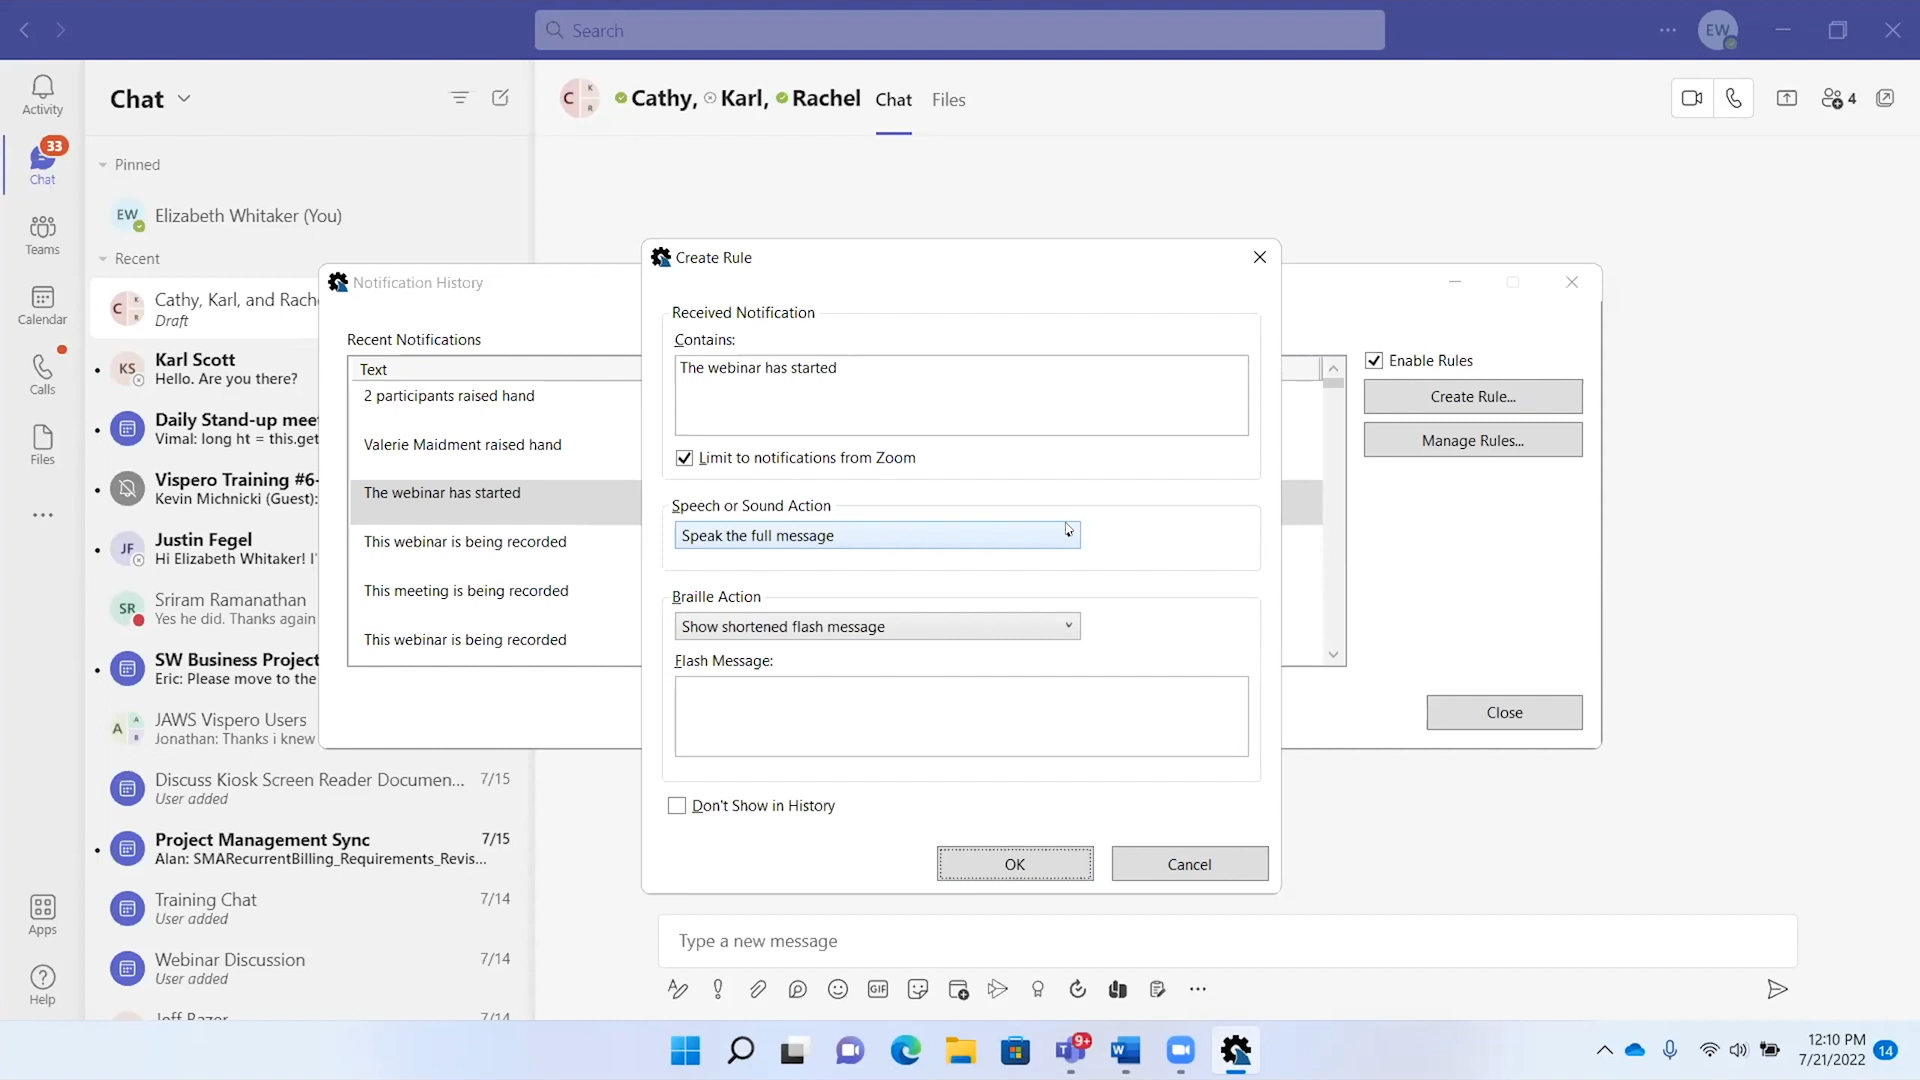 Search
EW
Activity
33
Chat
Teams
Calendar
Calls
Files
Apps
Help
Chat
Pinned
EW
Elizabeth Whitaker (You)
Recent
C K R
Cathy, Karl, and Rach
Draft
KS
Karl Scott
Hello. Are you there?
Daily Stand-up mee
Vimal: long ht = this.get
Vispero Training #6-
Kevin Michnicki (Guest):
JF
Justin Fegel
Hi Elizabeth Whitaker! I'
SR
Sriram Ramanathan
Yes he did. Thanks again
SW Business Project
Eric: Please move to the
A A B
JAWS Vispero Users
Jonathan: Thanks i knew
Discuss Kiosk Screen Reader Documen... 7/15
User added
Project Management Sync 7/15
Alan: SMARecurrentBilling_Requirements_Revis...
Training Chat 7/14
User added
Webinar Discussion 7/14
User added
7/14
C K R
Cathy, Karl, Rachel
Chat
Files
4
Notification History
Recent Notifications
Text
2 participants raised hand
Valerie Maidment raised hand
The webinar has started
This webinar is being recorded
This meeting is being recorded
This webinar is being recorded
Enable Rules
Create Rule...
Manage Rules...
Close
Create Rule
Received Notification
Contains:
The webinar has started
Limit to notifications from Zoom
Speech or Sound Action
Speak the full message
Braille Action
Show shortened flash message
Flash Message:
Don't Show in History
OK
Cancel
Type a new message
GIF
9+
W
12:10 PM
7/21/2022
14